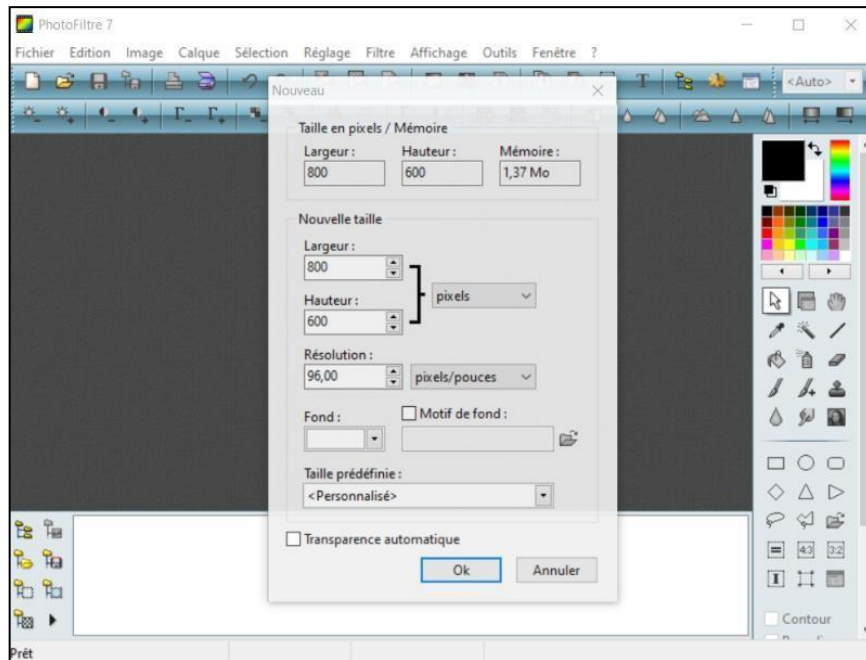 PhotoFiltre 7
Fichier Edition Image Calque Sélection Réglage Filtre Affichage Outils Fenêtre ?
T <Auto>
Nouveau
Taille en pixels / Mémoire
Largeur : Hauteur : Mémoire :
800 600 1,37 Mo
Nouvelle taille
Largeur :
800
pixels
Hauteur :
600
Résolution :
96,00 pixels/pouces
Fond : Motif de fond :
Taille prédéfinie :
<Personnalisé>
Transparence automatique
Ok Annuler
4:3 3:2
Contour
Prêt